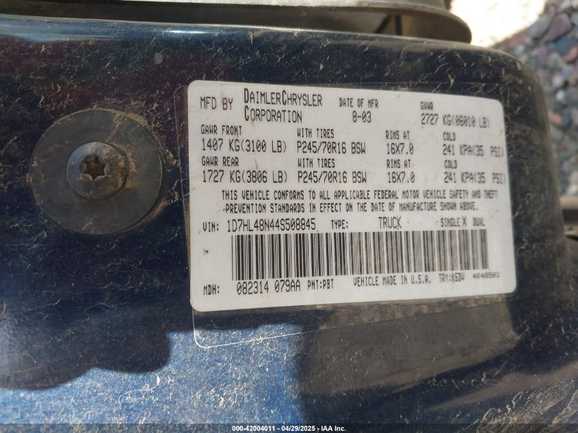 MFD BY DAIMLERCHRYSLER CORPORATION DATE OF MFR 8-03 GVWR 2727 KG(06010 LB)
GAWR FRONT WITH TIRES RIMS AT COLD
1407 KG(3100 LB) P245/70R16 BSW 16X7.0 241 KPA(35 PSI)
GAWR REAR WITH TIRES RIMS AT COLD
1727 KG(3806 LB) P245/70R16 BSW 16X7.0 241 KPA(35 PSI)
THIS VEHICLE CONFORMS TO ALL APPLICABLE FEDERAL MOTOR VEHICLE SAFETY AND THEFT
PREVENTION STANDARDS IN EFFECT ON THE DATE OF MANUFACTURE SHOWN ABOVE.
VIN: 1D7HL48N44S508845 TYPE: TRUCK SINGLE X DUAL
MDH: 082314 079AA PNT:PBT VEHICLE MADE IN U.S.A.
000-42004011 - 04/29/2025 - IAA Inc.